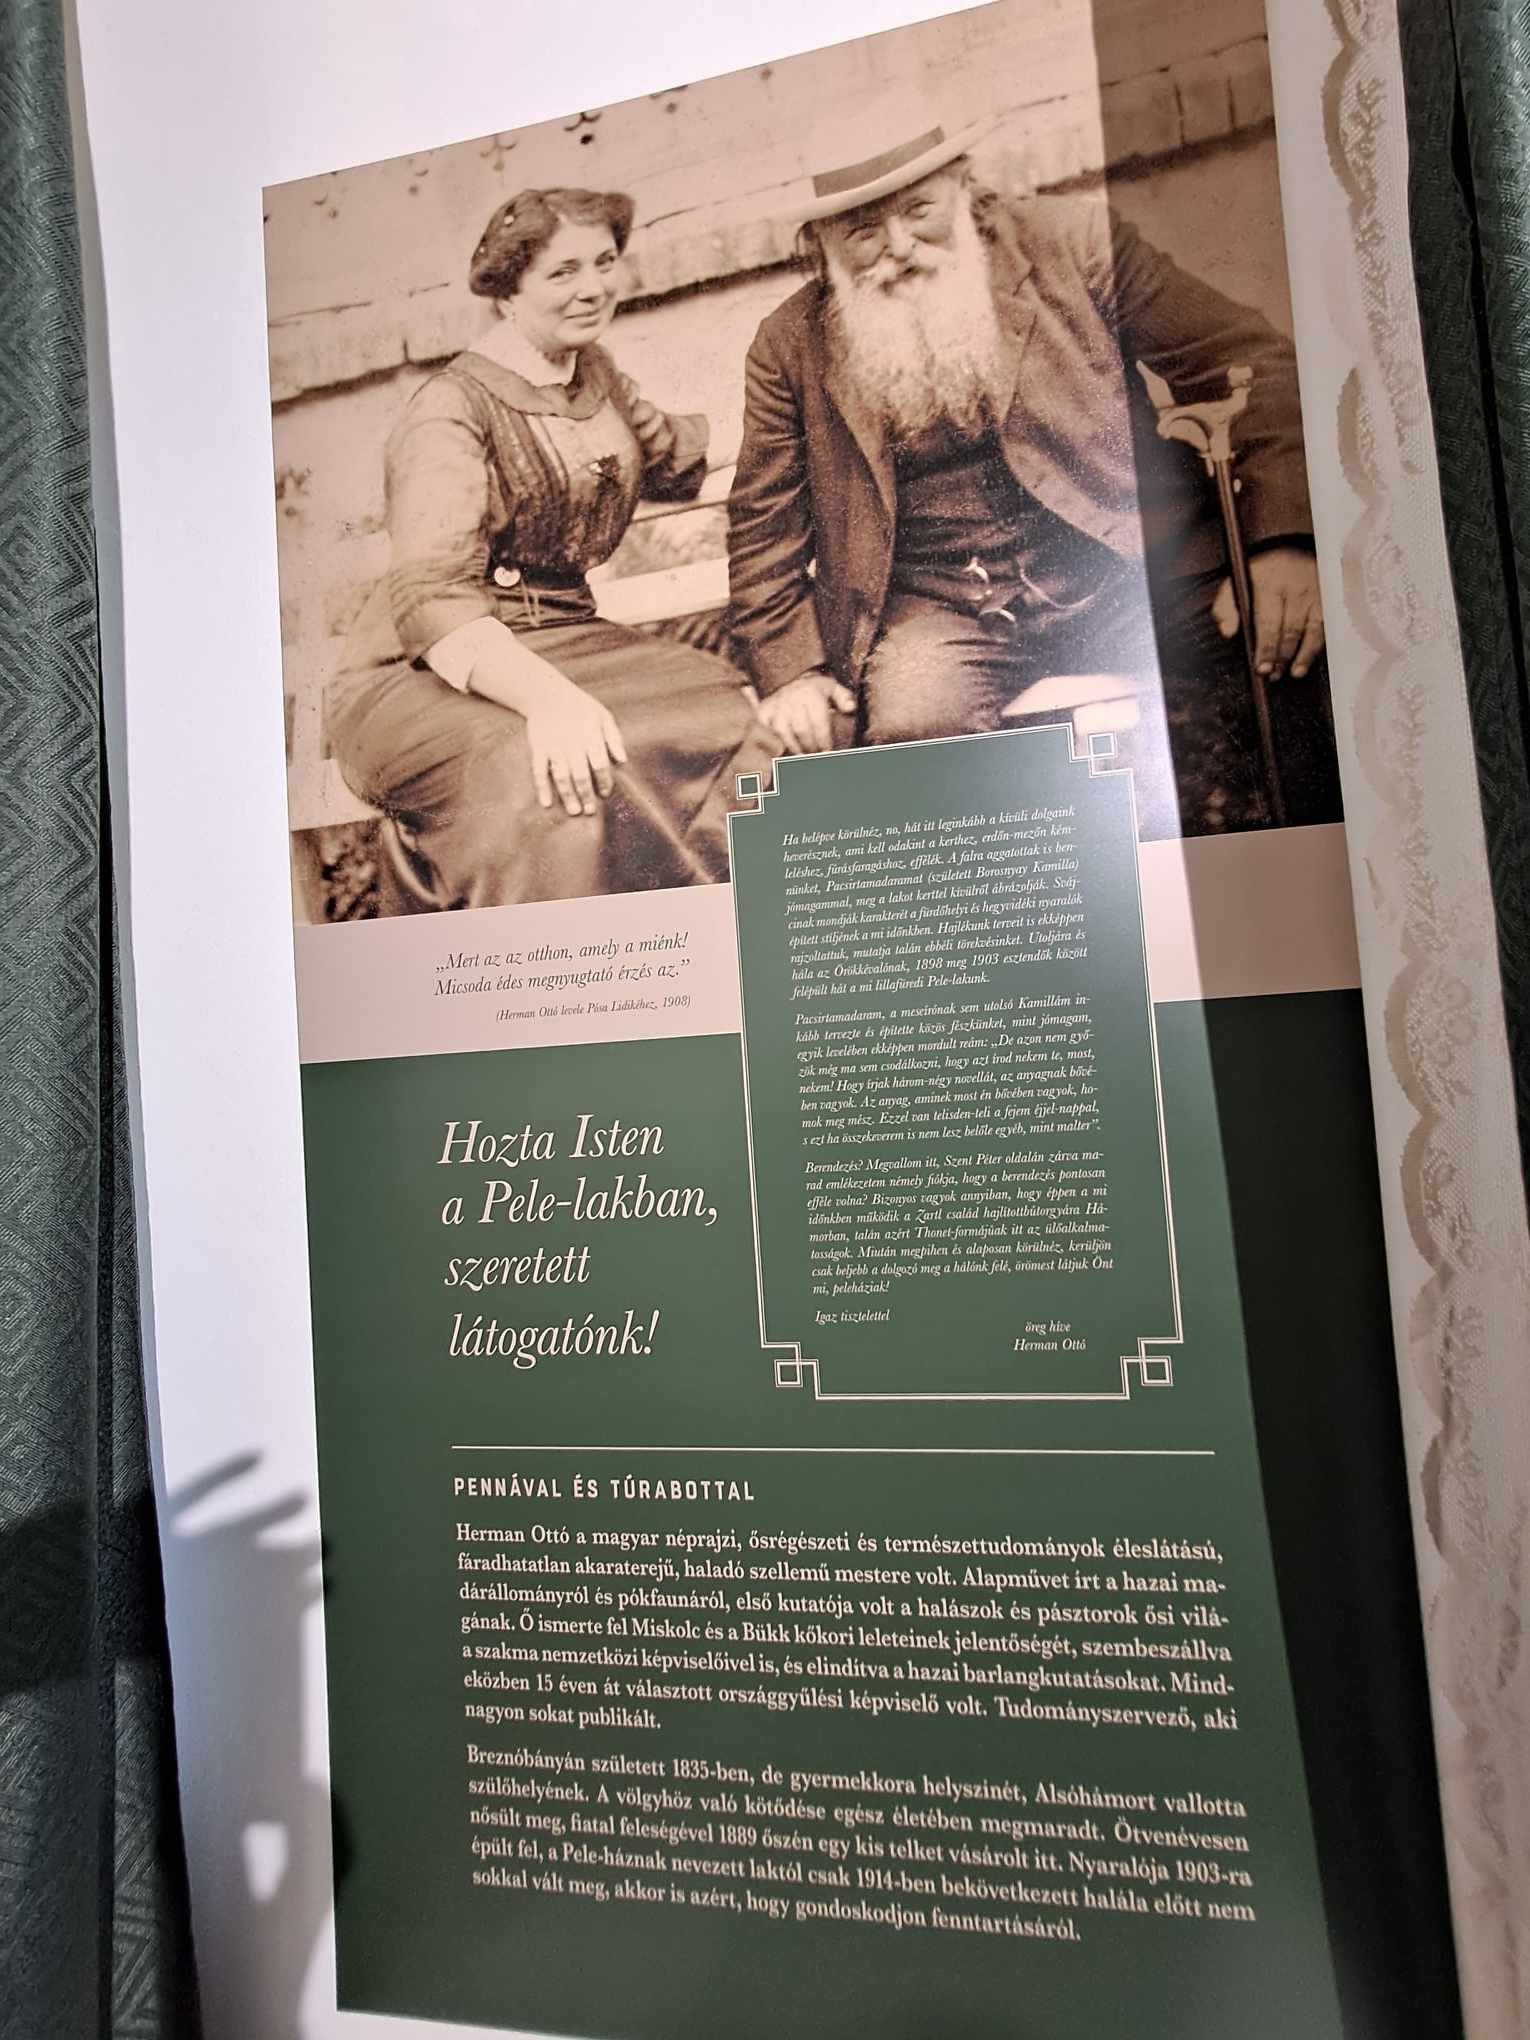 „Mert az az otthon, amely a miénk!
Micsoda édes megnyugtató érzés az.”
(Herman Ottó levele Pósa Lidikéhez, 1908)
Hozta Isten
a Pele-lakban,
szeretett
látogatónk!
Ha belépve körülnéz, no, hát itt leginkább a kívüli dolgaink
heverésznek, ami kell odakint a kerthez, erdőn-mezőn kém-
leléshez, fúrásfaragáshoz, effélék. A falra aggatottak is ben-
nünket, Pacsirtamadaramat (született Borosnyay Kamilla)
jómagammal, meg a lakot kerttel kívülről ábrázolják. Sváj-
cinak mondják karakterét a fürdőhelyi és hegyvidéki nyaralók
épített stíljének a mi időnkben. Hajlékunk terveit is ekképpen
rajzoltattuk, mutatja talán ebbéli törekvésinket. Utoljára és
hála az Örökkévalónak, 1898 meg 1903 esztendők között
felépült hát a mi lillafüredi Pele-lakunk.
Pacsirtamadaram, a meseírónak sem utolsó Kamillám in-
kább tervezte és építette közös fészkünket, mint jómagam,
egyik levelében ekképpen mordult reám: „De azon nem győ-
zök még ma sem csodálkozni, hogy azt írod nekem te, most,
nekem! Hogy írjak három-négy novellát, az anyagnak bővé-
ben vagyok. Az anyag, aminek most én bővében vagyok, ho-
mok meg mész. Ezzel van telisden-teli a fejem éjjel-nappal,
s ezt ha összekeverem is nem lesz belőle egyéb, mint malter”.
Berendezés? Megvallom itt, Szent Péter oldalán zárva ma-
rad emlékezetem némely fiókja, hogy a berendezés pontosan
efféle volna? Bizonyos vagyok annyiban, hogy éppen a mi
időnkben működik a Zartl család hajlítottbútorgyára Há-
morban, talán azért Thonet-formájúak itt az ülőalkalma-
tosságok. Miután megpihen és alaposan körülnéz, kerüljön
csak beljebb a dolgozó meg a hálónk felé, örömest látjuk Önt
mi, peleháziak!
Igaz tisztelettel
öreg híve
Herman Ottó
PENNÁVAL ÉS TÚRABOTTAL
Herman Ottó a magyar néprajzi, ősrégészeti és természettudományok éleslátású,
fáradhatatlan akaraterejű, haladó szellemű mestere volt. Alapművet írt a hazai ma-
dárállományról és pókfaunáról, első kutatója volt a halászok és pásztorok ősi vilá-
gának. Ő ismerte fel Miskolc és a Bükk kőkori leleteinek jelentőségét, szembeszállva
a szakma nemzetközi képviselőivel is, és elindítva a hazai barlangkutatásokat. Mind-
eközben 15 éven át választott országgyűlési képviselő volt. Tudományszervező, aki
nagyon sokat publikált.
Breznóbányán született 1835-ben, de gyermekkora helyszínét, Alsóhámort vallotta
szülőhelyének. A völgyhöz való kötődése egész életében megmaradt. Ötvenévesen
nősült meg, fiatal feleségével 1889 őszén egy kis telket vásárolt itt. Nyaralója 1903-ra
épült fel, a Pele-háznak nevezett laktól csak 1914-ben bekövetkezett halála előtt nem
sokkal vált meg, akkor is azért, hogy gondoskodjon fenntartásáról.